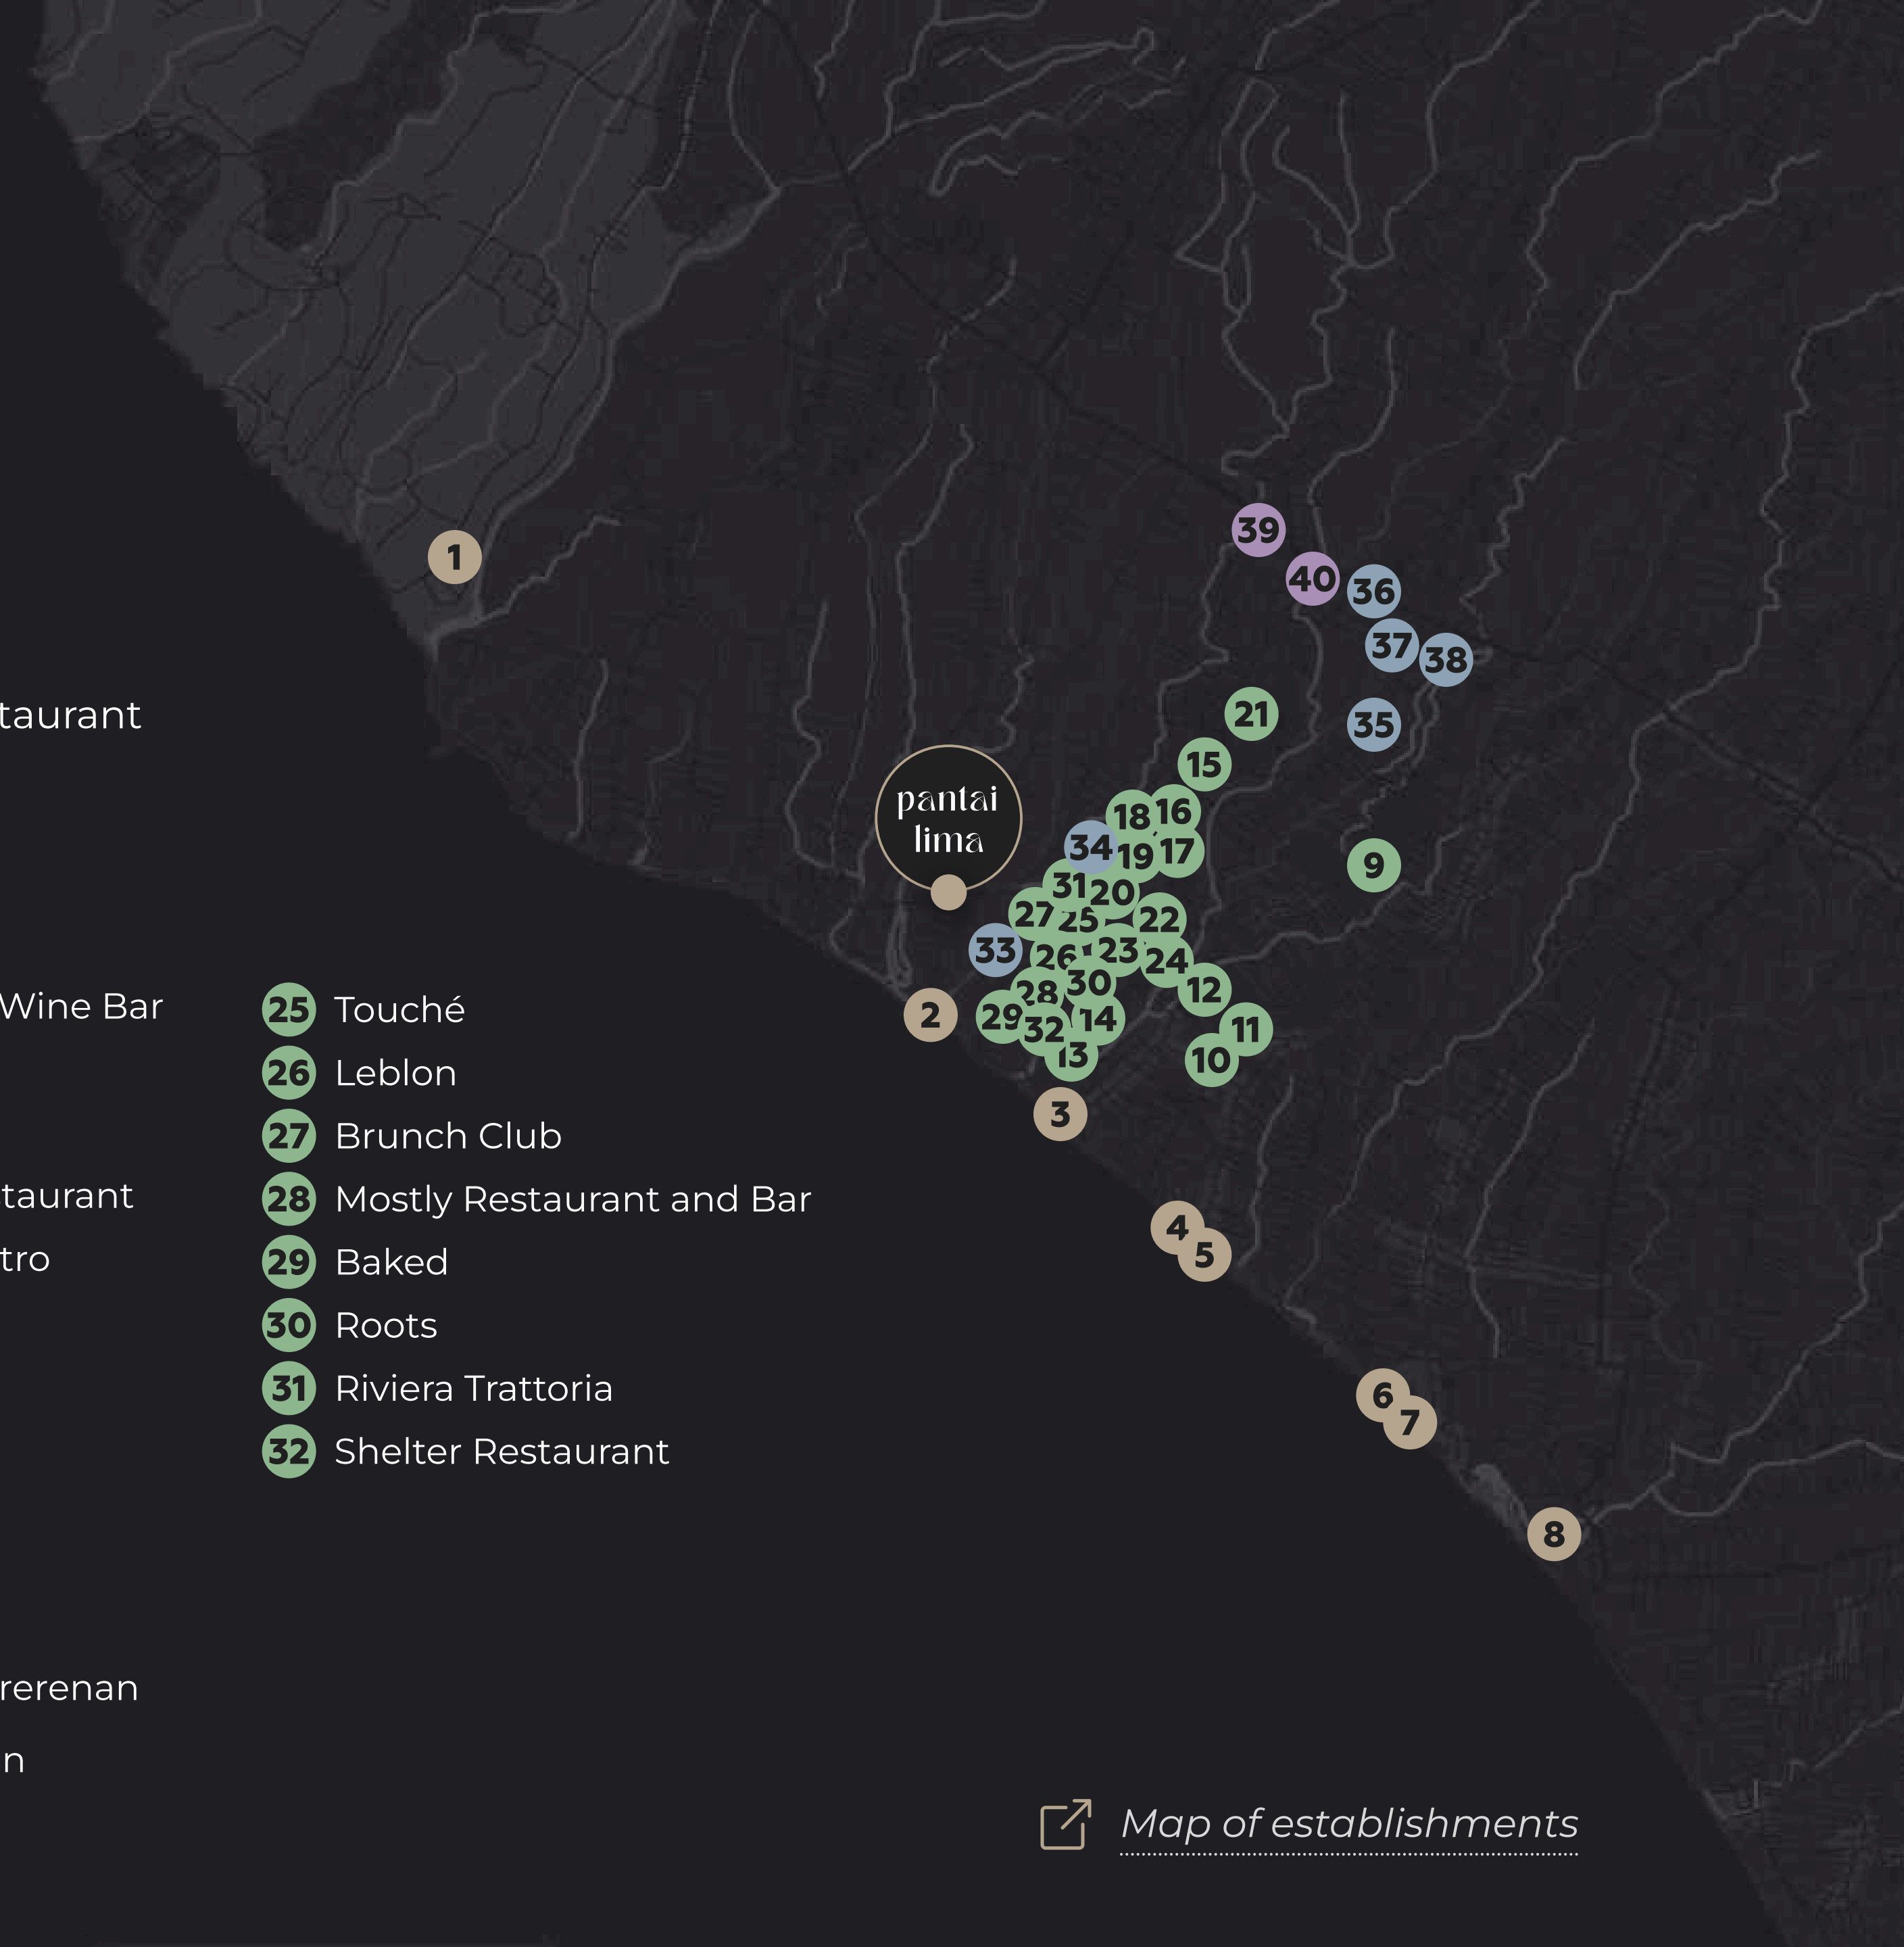 39
1
40
36
37
38
taurant
21
35
15
pantai
lima
18
16
34
19
17
9
31
20
27
25
22
33
26
23
24
Wine Bar
25 Touché
30
12
28
2
29
32
14
11
13
10
26 Leblon
3
27 Brunch Club
taurant
28 Mostly Restaurant and Bar
4
5
tro
29 Baked
30 Roots
31 Riviera Trattoria
6
7
32 Shelter Restaurant
8
rerenan
n
Map of establishments